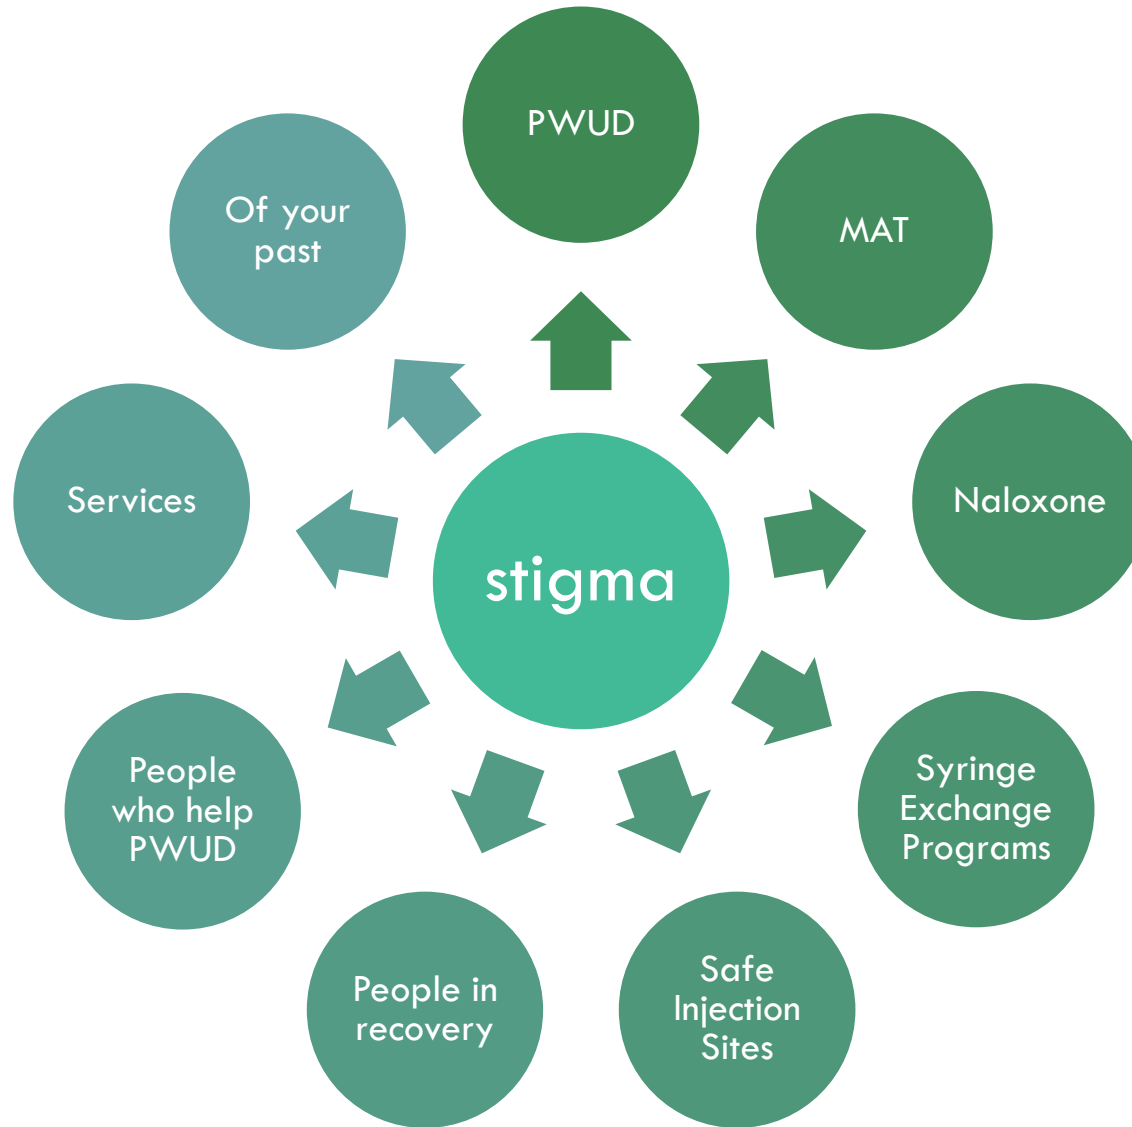 PWUD
MAT
Naloxone
Syringe
Exchange
Programs
Safe
Injection
Sites
People in
recovery
People
who help
PWUD
Services
Of your
past
stigma